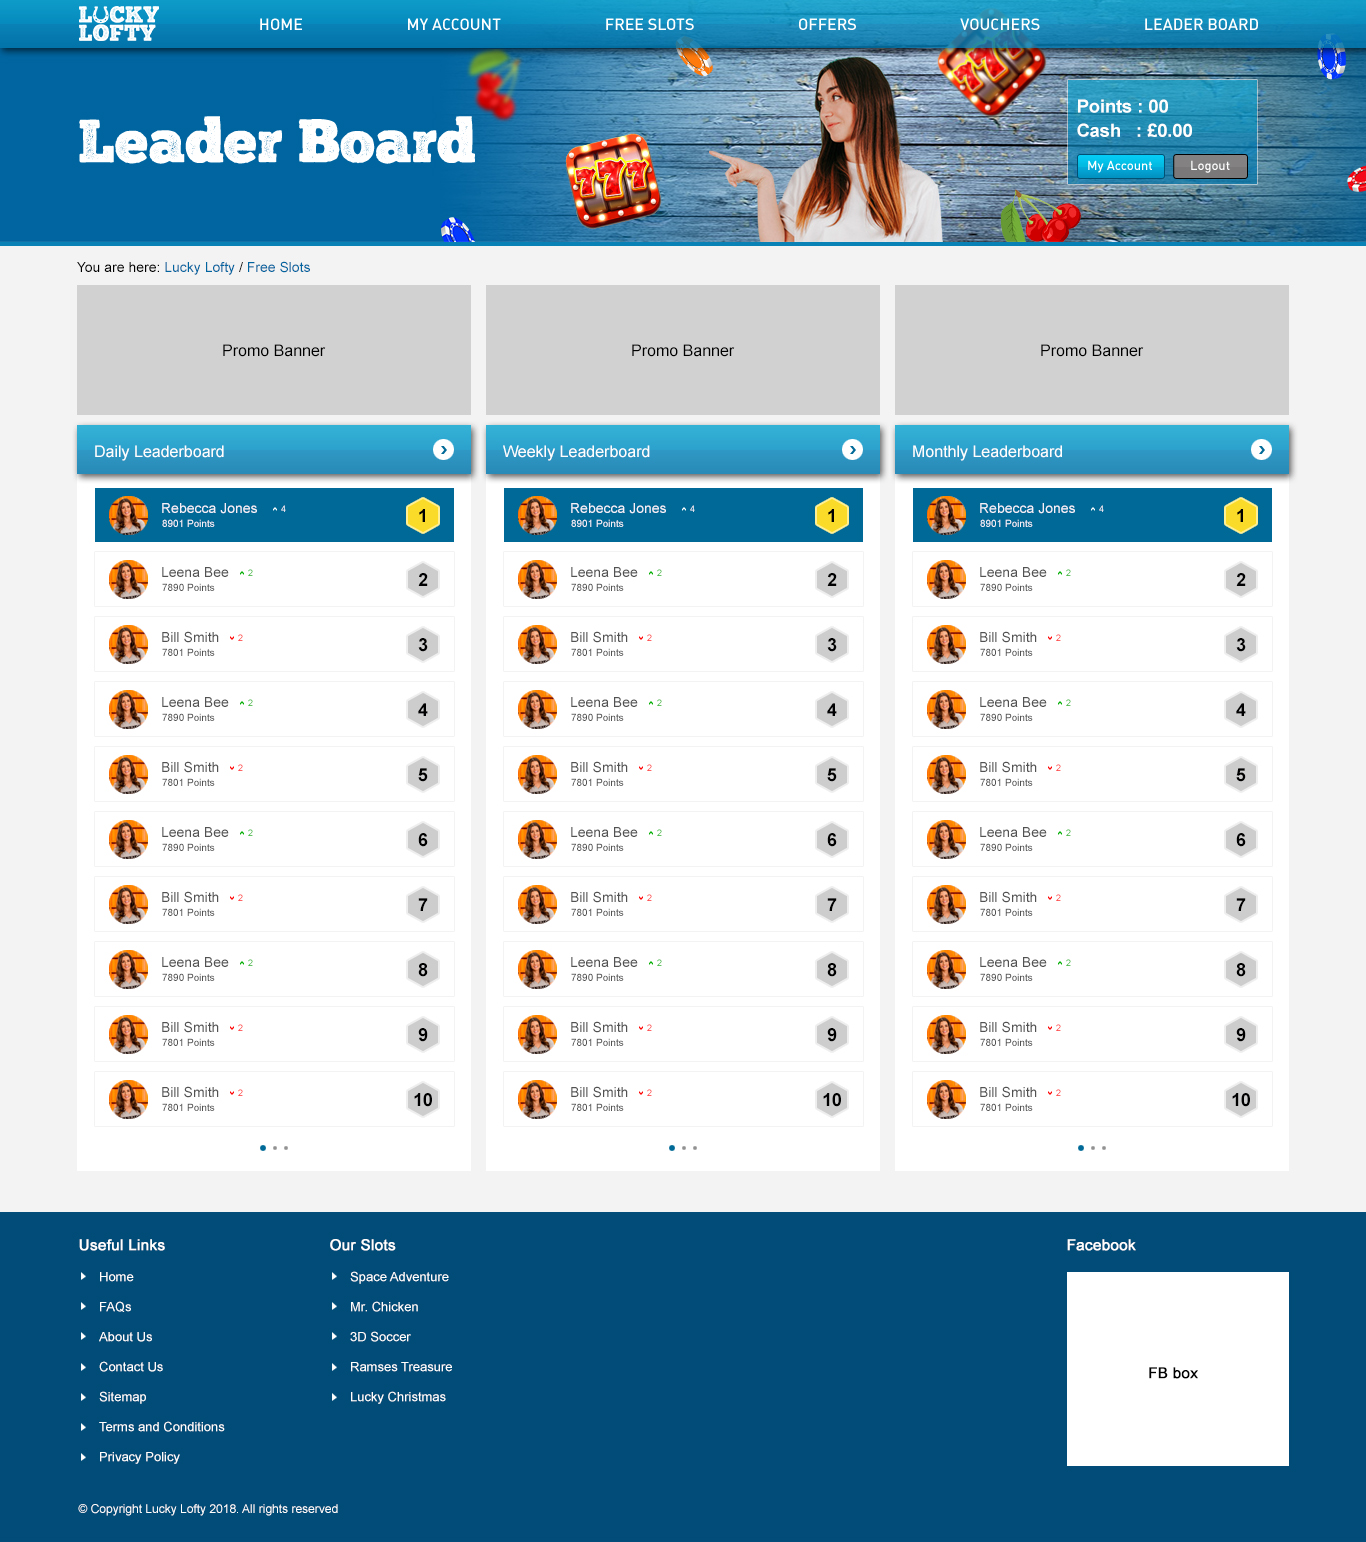 LUCKY
LOFTY
HOME
MY ACCOUNT
FREE SLOTS
OFFERS
VOUCHERS
LEADER BOARD
Leader Board
777
777
Points : 00
Cash : £0.00
My Account
Logout
You are here: Lucky Lofty / Free Slots
Promo Banner
Promo Banner
Promo Banner
Daily Leaderboard
Rebecca Jones 4
8901 Points
1
Leena Bee 2
7890 Points
2
Bill Smith 2
7801 Points
3
Leena Bee 2
7890 Points
4
Bill Smith 2
7801 Points
5
Leena Bee 2
7890 Points
6
Bill Smith 2
7801 Points
7
Leena Bee 2
7890 Points
8
Bill Smith 2
7801 Points
9
Bill Smith 2
7801 Points
10
Weekly Leaderboard
Rebecca Jones 4
8901 Points
1
Leena Bee 2
7890 Points
2
Bill Smith 2
7801 Points
3
Leena Bee 2
7890 Points
4
Bill Smith 2
7801 Points
5
Leena Bee 2
7890 Points
6
Bill Smith 2
7801 Points
7
Leena Bee 2
7890 Points
8
Bill Smith 2
7801 Points
9
Bill Smith 2
7801 Points
10
Monthly Leaderboard
Rebecca Jones 4
8901 Points
1
Leena Bee 2
7890 Points
2
Bill Smith 2
7801 Points
3
Leena Bee 2
7890 Points
4
Bill Smith 2
7801 Points
5
Leena Bee 2
7890 Points
6
Bill Smith 2
7801 Points
7
Leena Bee 2
7890 Points
8
Bill Smith 2
7801 Points
9
Bill Smith 2
7801 Points
10
Useful Links
Home
FAQs
About Us
Contact Us
Sitemap
Terms and Conditions
Privacy Policy
Our Slots
Space Adventure
Mr. Chicken
3D Soccer
Ramses Treasure
Lucky Christmas
Facebook
FB box
© Copyright Lucky Lofty 2018. All rights reserved